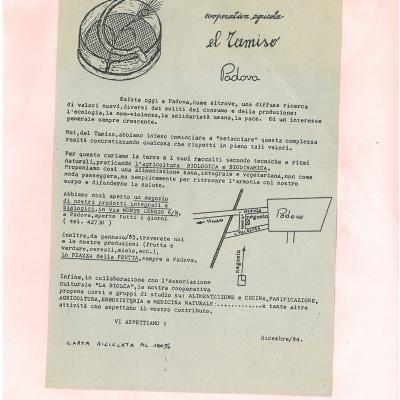 cooperativa agricola
el Tamiso
Padova
Esiste oggi a Padova, come altrove, una diffusa ricerca
di valori nuovi, diversi dai soliti del consumo e della produzione:
l'ecologia, la non-violenza, la solidarietà umana, la pace. Ed un interesse
generale sempre crescente.
Noi, del Tamiso, abbiamo inteso cominciare a "setacciare" questa complessa
realtà concretizzando qualcosa che rispetti in pieno tali valori.
Per questo curiamo la terra e i suoi raccolti secondo tecniche e ritmi
naturali, praticando l'agricoltura BIOLOGICA e BIODINAMICA.
Proponiamo così una alimentazione sana, integrale e vegetariana, non come
moda passeggera, ma semplicemente per ritrovare l'armonia col nostro
corpo e difenderne la salute.
Abbiamo così aperto un negozio
di nostri prodotti integrali e
biologici, in via MONTE CENGIO 6/B,
a Padova, aperto tutti i giorni
( tel. 42730 )
Inoltre, da gennaio/85, troverete noi
e le nostre produzioni (Frutta e
verdure, cereali, miele, ecc.),
in PIAZZA della FRUTTA, sempre a Padova.
Padova
negozio
negozio
Infine, in collaborazione con l'Associazione
Culturale "LA BIOLCA", la nostra cooperativa
propone corsi e gruppi di studio su: ALIMENTAZIONE e CUCINA, PANIFICAZIONE,
AGRICOLTURA, ERBORISTERIA e MEDICINA NATURALE:............e tante altre
attività che aspettano il vostro contributo.
VI ASPETTIAMO !
dicembre/84.
CARTA RICICLATA AL 100%